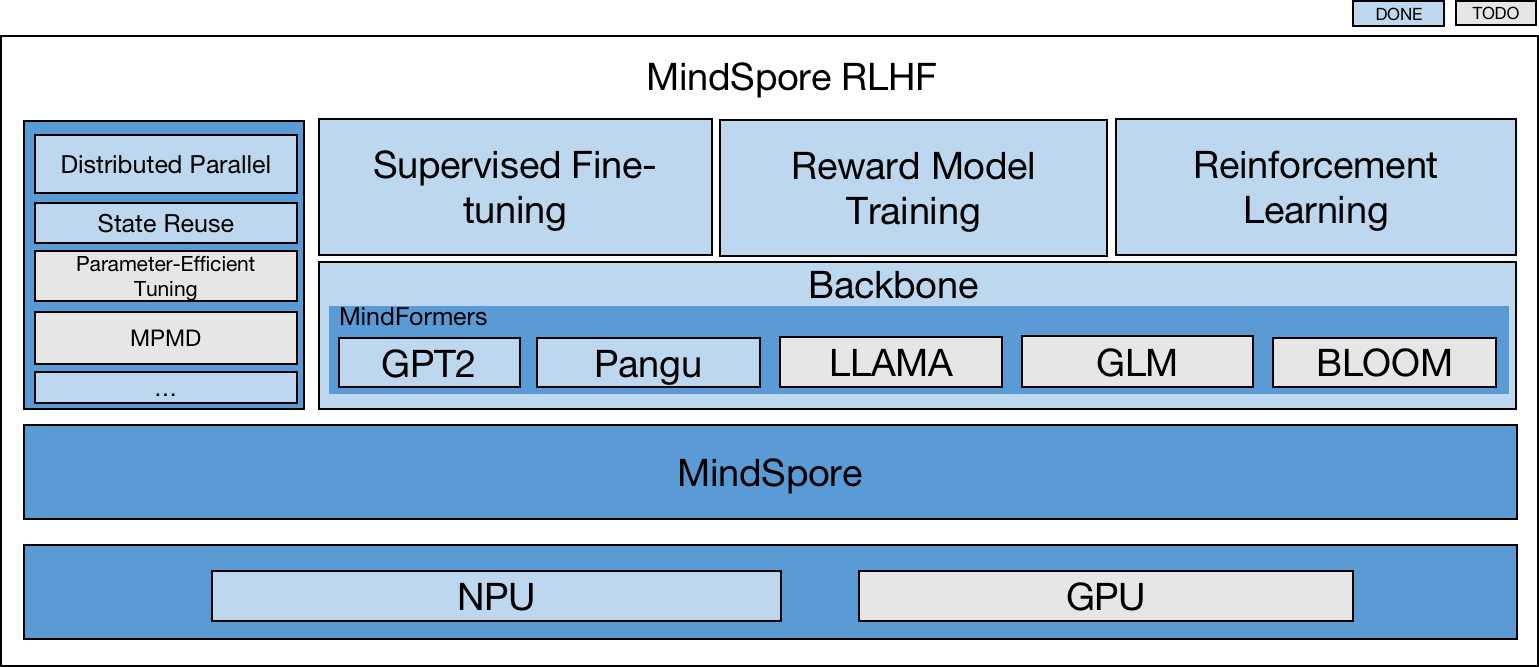 DONE
TODO
MindSpore RLHF
Distributed Parallel
State Reuse
Parameter-Efficient
Tuning
MPMD
...
Supervised Fine-
tuning
Reward Model
Training
Reinforcement
Learning
Backbone
MindFormers
GPT2
Pangu
LLAMA
GLM
BLOOM
MindSpore
NPU
GPU